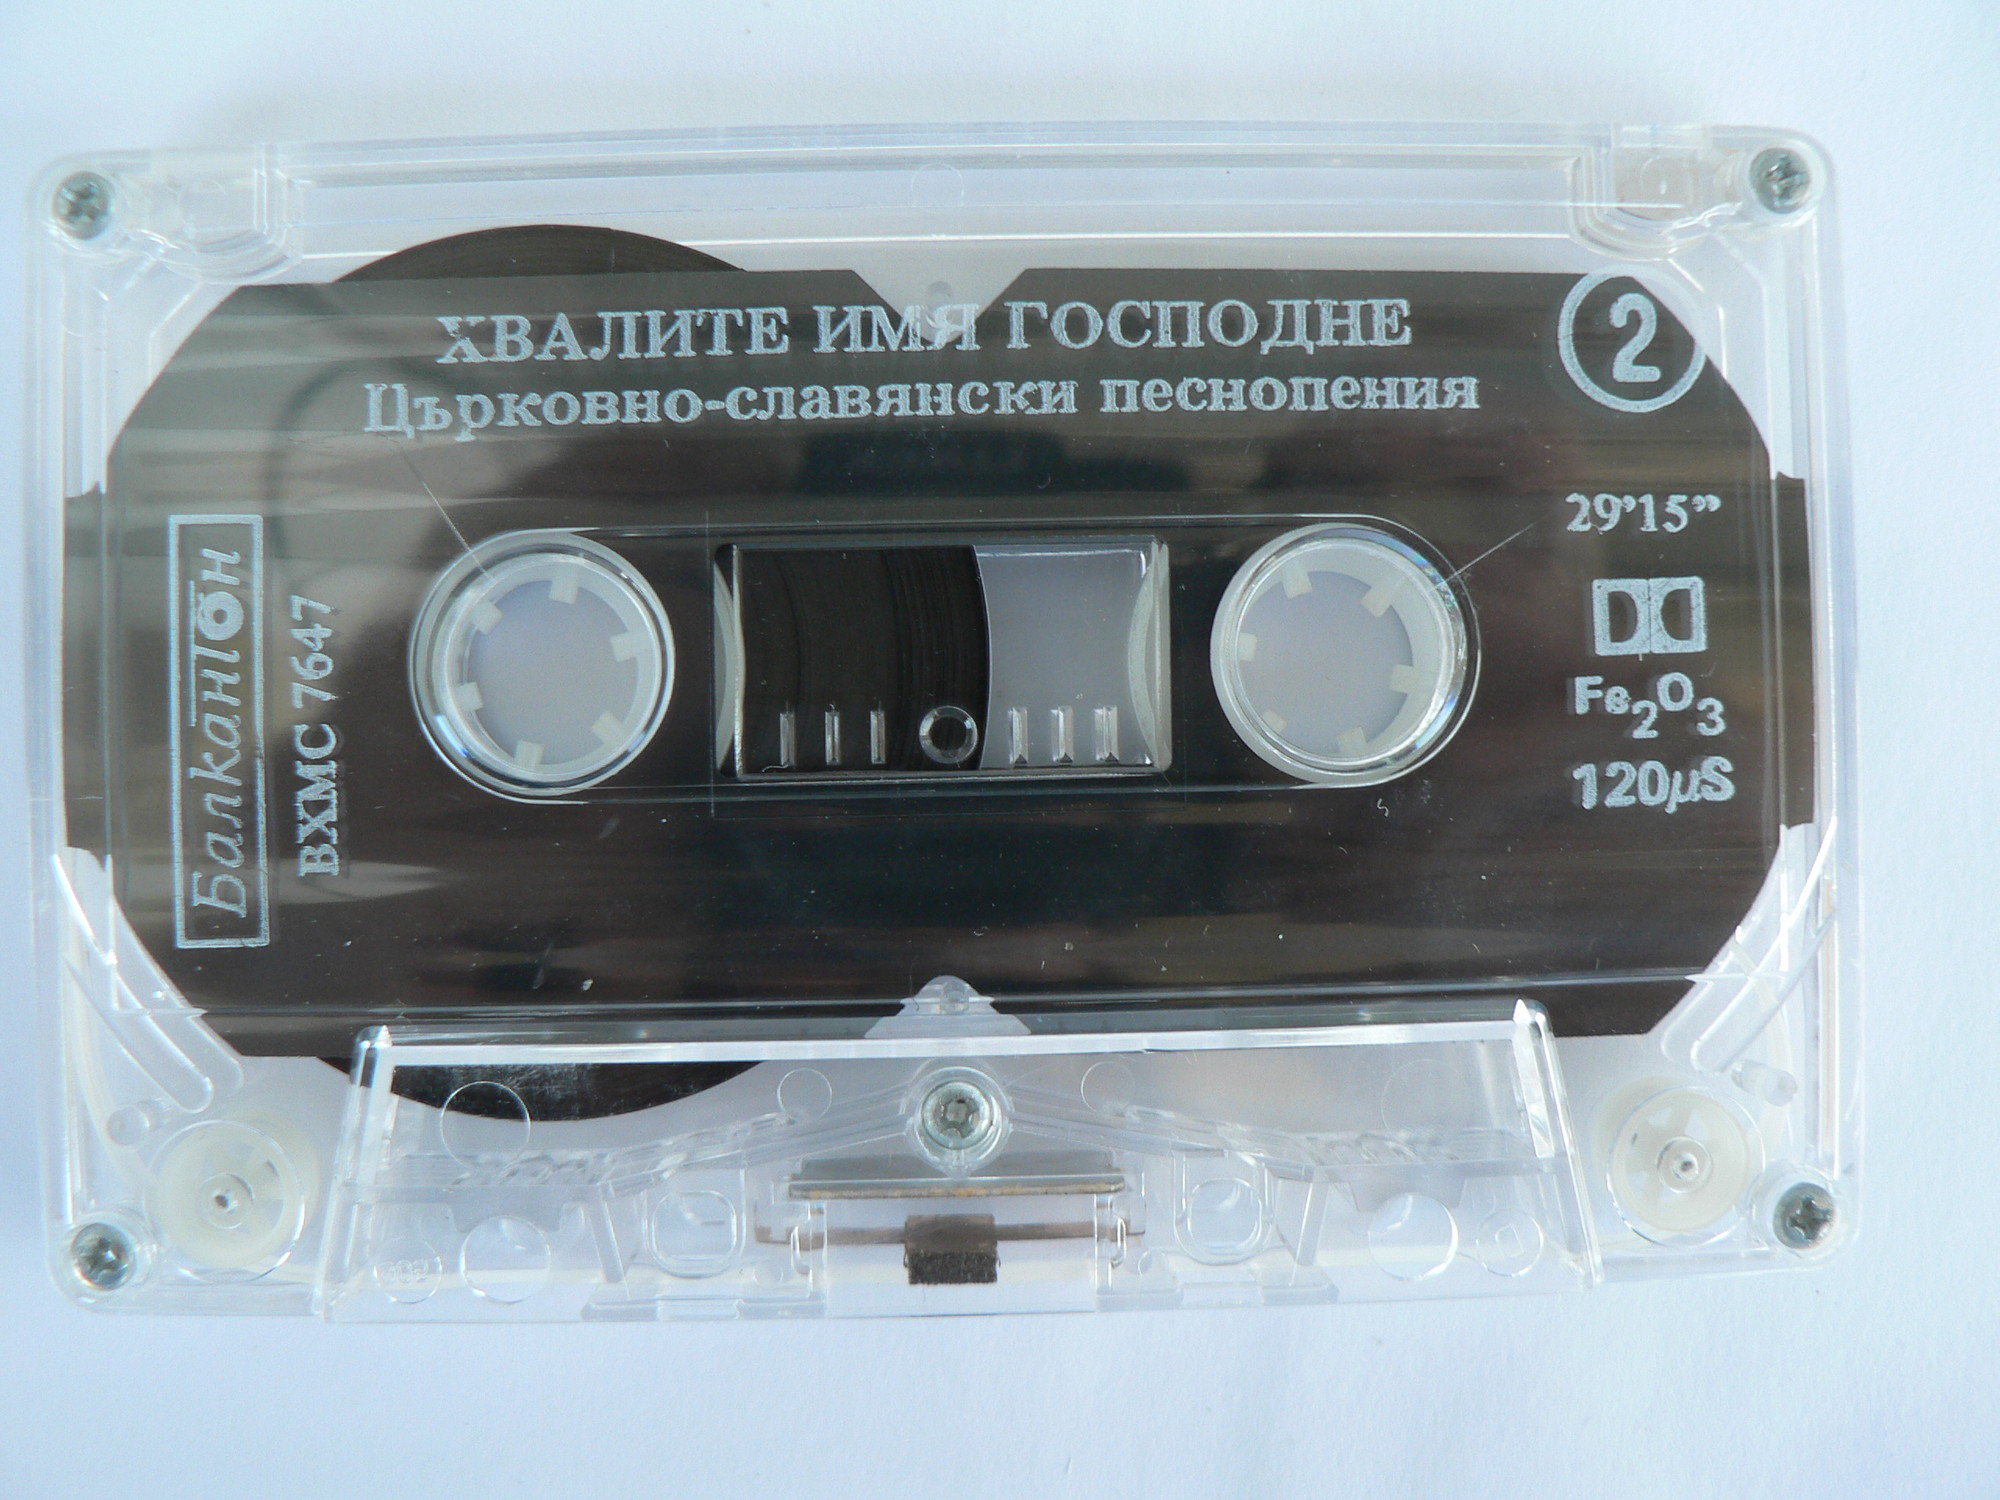 ХВАЛИТЕ ИМЯ ГОСПОДНЕ
Църковно-славянски песнопения
2
Балкантон
ВХМС 7647
29’15”
Fe2O3
120µS